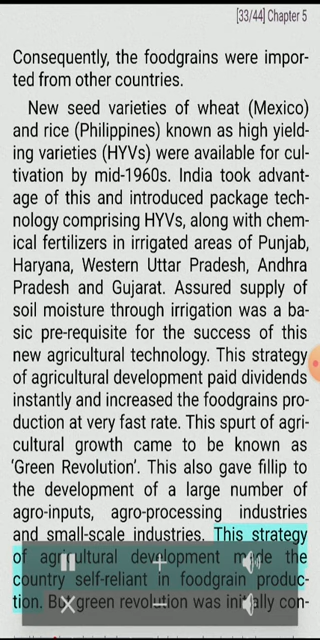 [33/44] Chapter 5
Consequently, the foodgrains were impor-
ted from other countries.
New seed varieties of wheat (Mexico)
and rice (Philippines) known as high yield-
ing varieties (HYVs) were available for cul-
tivation by mid-1960s. India took advant-
age of this and introduced package tech-
nology comprising HYVs, along with chem-
ical fertilizers in irrigated areas of Punjab,
Haryana, Western Uttar Pradesh, Andhra
Pradesh and Gujarat. Assured supply of
soil moisture through irrigation was a ba-
sic pre-requisite for the success of this
new agricultural technology. This strategy
of agricultural development paid dividends
instantly and increased the foodgrains pro-
duction at very fast rate. This spurt of agri-
cultural growth came to be known as
'Green Revolution'. This also gave fillip to
the development of a large number of
agro-inputs, agro-processing industries
and small-scale industries. This strategy
of agricultural development made the
country self-reliant in foodgrain produc-
tion. But green revolution was initially con-